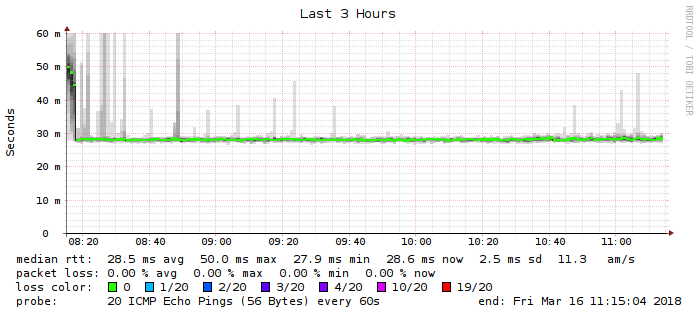 Last 3 Hours
RRDTOOL / TOBI OETIKER
Seconds
60 m
50 m
40 m
30 m
20 m
10 m
0
08:20 08:40 09:00 09:20 09:40 10:00 10:20 10:40 11:00
median rtt: 28.5 ms avg 50.0 ms max 27.9 ms min 28.6 ms now 2.5 ms sd 11.3 am/s
packet loss: 0.00 % avg 0.00 % max 0.00 % min 0.00 % now
loss color: 0 1/20 2/20 3/20 4/20 10/20 19/20
probe: 20 ICMP Echo Pings (56 Bytes) every 60s end: Fri Mar 16 11:15:04 2018